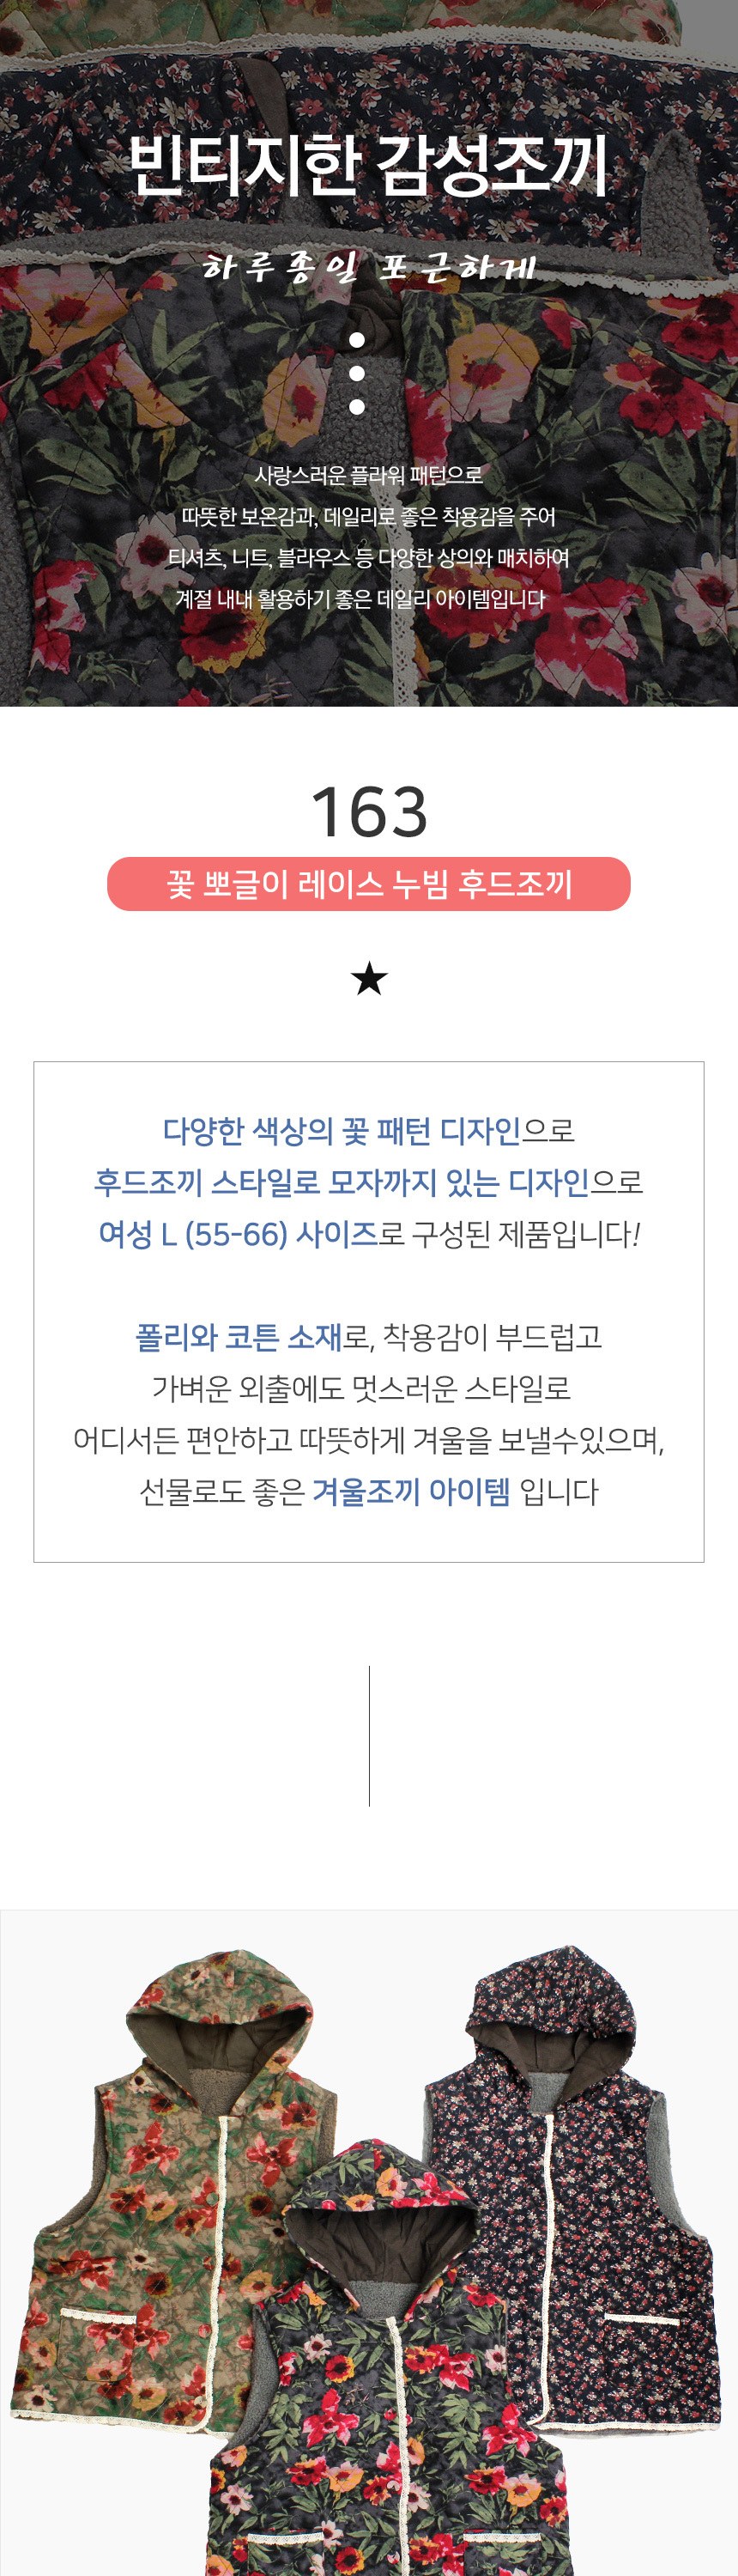 빈티지한 감성조끼
하루종일 포근하게
사랑스러운 플라워 패턴으로
따뜻한 보온감과, 데일리로 좋은 착용감을 주어
티셔츠, 니트, 블라우스 등 다양한 상의와 매치하여
계절 내내 활용하기 좋은 데일리 아이템입니다
163
꽃 뽀글이 레이스 누빔 후드조끼
★
다양한 색상의 꽃 패턴 디자인으로
후드조끼 스타일로 모자까지 있는 디자인으로
여성 L (55-66) 사이즈로 구성된 제품입니다!
폴리와 코튼 소재로, 착용감이 부드럽고
가벼운 외출에도 멋스러운 스타일로
어디서든 편안하고 따뜻하게 겨울을 보낼수있으며,
선물로도 좋은 겨울조끼 아이템 입니다